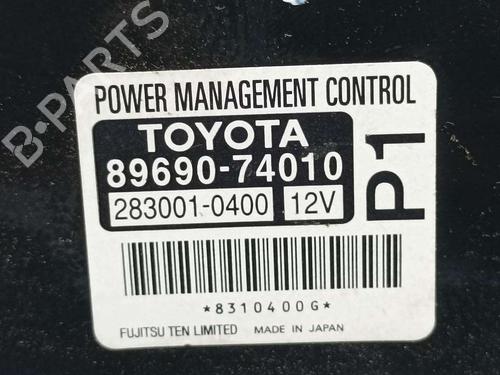 B-PARTS
POWER MANAGEMENT CONTROL
TOYOTA
89690-74010
283001-0400 12V
P1
*8310400G*
FUJITSU TEN LIMITED MADE IN JAPAN